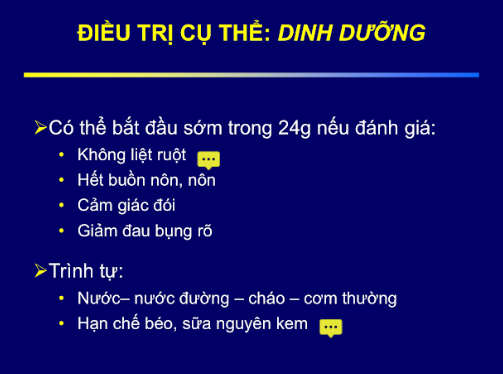 ĐIỀU TRỊ CỤ THỂ: DINH DƯỠNG
➢Có thể bắt đầu sớm trong 24g nếu đánh giá:
• Không liệt ruột
• Hết buồn nôn, nôn
• Cảm giác đói
• Giảm đau bụng rõ
➢Trình tự:
• Nước– nước đường – cháo – cơm thường
• Hạn chế béo, sữa nguyên kem